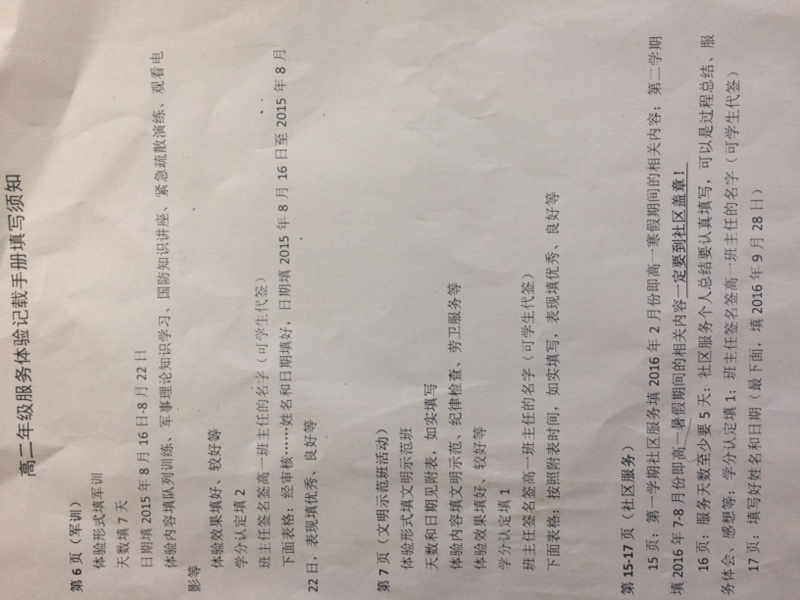 高二年级服务体验记载手册填写须知
第 6 页（军训）
体验形式填军训
天数填 7 天
日期填 2015 年 8 月 16 日-8 月 22 日
体验内容填队列训练、军事理论知识学习、国防知识讲座、紧急疏散演练、观看电
影等
体验效果填好、较好等
学分认定填 2
班主任签名签高一班主任的名字（可学生代签）
下面表格：经审核……姓名和日期填好，日期填 2015 年 8 月 16 日至 2015 年 8 月
22 日，表现填优秀、良好等
第 7 页（文明示范班活动）
体验形式填文明示范班
天数和日期见附表，如实填写
体验内容填文明示范、纪律检查、劳卫服务等
体验效果填好、较好等
学分认定填 1
班主任签名签高一班主任的名字（可学生代签）
下面表格：按照附表时间，如实填写，表现填优秀、良好等
第 15-17 页（社区服务）
15 页：第一学期社区服务填 2016 年 2 月份即高一寒假期间的相关内容；第二学期
填 2016 年 7-8 月份即高一暑假期间的相关内容一定要到社区盖章！
16 页：服务天数至少要 5 天；社区服务个人总结要认真填写，可以是过程总结、服
务体会、感想等；学分认定填 1；班主任签名签高一班主任的名字（可学生代签）
17 页：填写好姓名和日期（最下面，填 2016 年 9 月 28 日）